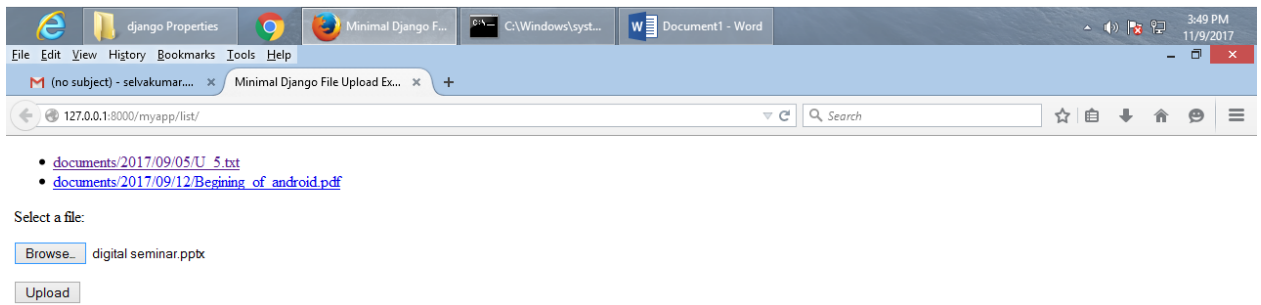 django Properties
Minimal Django F...
C:\Windows\syst...
Document1 - Word
3:49 PM
11/9/2017
File Edit View History Bookmarks Tools Help
(no subject) - selvakumar....
Minimal Django File Upload Ex...
127.0.0.1:8000/myapp/list/
Search
documents/2017/09/05/U_5.txt
documents/2017/09/12/Begining_of_android.pdf
Select a file:
Browse... digital seminar.pptx
Upload